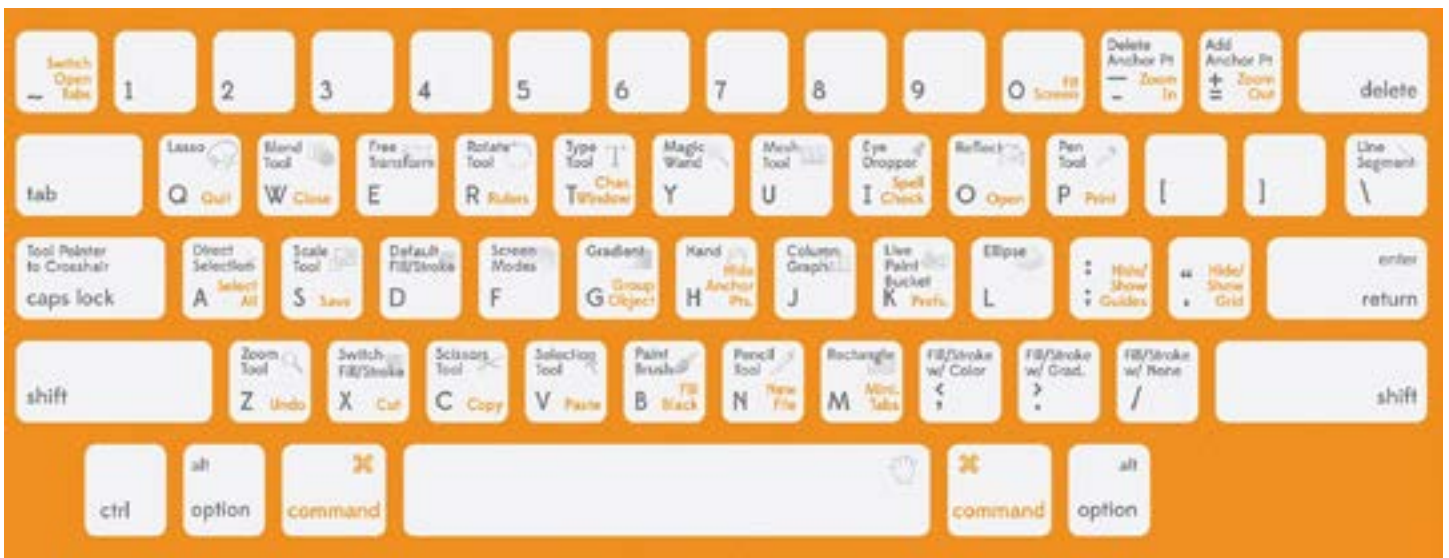 Switch
Open
Tabs
~
1
2
3
4
5
6
7
8
9
0
Fit
Screen
Delete
Anchor Pt
— Zoom
- In
Add
Anchor Pt
+ Zoom
= Out
delete
tab
Lasso
Q Quit
Blend
Tool
W Close
Free
Transform
E
Rotate
Tool
R Rulers
Type
Tool T
Char
T Window
Magic
Wand
Y
Mesh
Tool
U
Eye
Dropper
Spell
I Check
Reflect
O Open
Pen
Tool
P Print
[
]
Line
Segment
\
Tool Pointer
to Crosshair
caps lock
Direct
Selection
Select
A All
Scale
Tool
S Save
Default
Fill/Stroke
D
Screen
Modes
F
Gradient
Group
G Object
Hand
Hide
Anchor
H Pts.
Column
Graph
J
Live
Paint
Bucket
K Prefs.
Ellipse
L
: Hide/
Show
; Guides
“ Hide/
Show
' Grid
enter
return
shift
Zoom
Tool
Z Undo
Switch
Fill/Stroke
X Cut
Scissors
Tool
C Copy
Selection
Tool
V Paste
Paint
Brush
Fill
B Black
Pencil
Tool
New
N File
Rectangle
Mini.
M Tabs
Fill/Stroke
w/ Color
Fill/Stroke
w/ Grad.
?
.
Fill/Stroke
w/ None
/
shift
ctrl
alt
option
⌘
command
⌘
command
alt
option